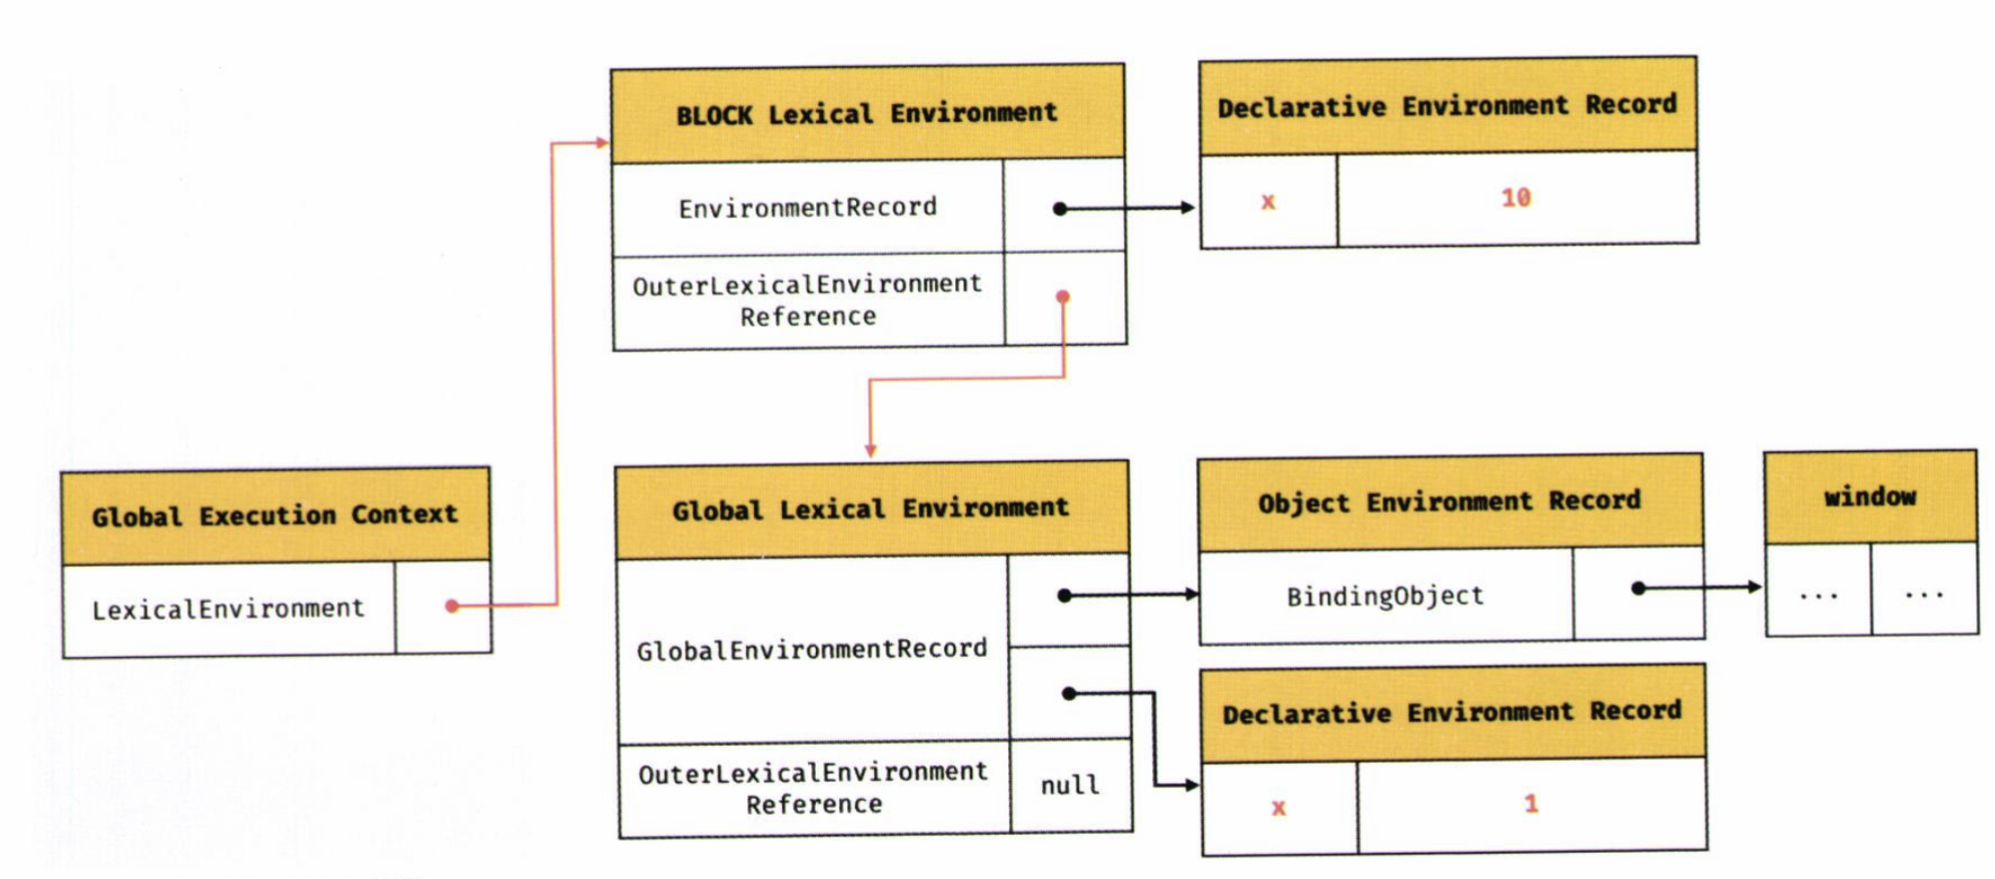 BLOCK Lexical Environment
EnvironmentRecord
OuterLexicalEnvironment
Reference
Declarative Environment Record
x 10
Global Execution Context
LexicalEnvironment
Global Lexical Environment
GlobalEnvironmentRecord
OuterLexicalEnvironment
Reference
null
Object Environment Record
BindingObject
window
... ...
Declarative Environment Record
x 1